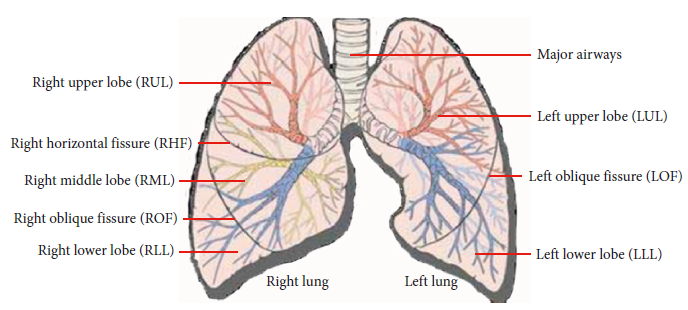 Right upper lobe (RUL)
Right horizontal fissure (RHF)
Right middle lobe (RML)
Right oblique fissure (ROF)
Right lower lobe (RLL)
Major airways
Left upper lobe (LUL)
Left oblique fissure (LOF)
Left lower lobe (LLL)
Right lung
Left lung